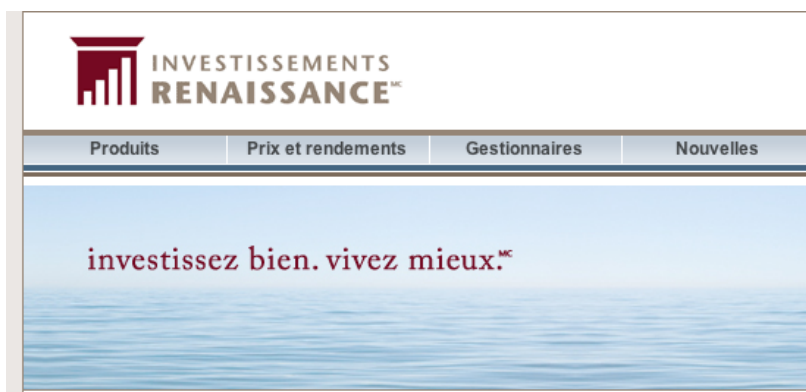 INVESTISSEMENTS
RENAISSANCE MC
Produits Prix et rendements Gestionnaires Nouvelles
investissez bien. vivez mieux. MC